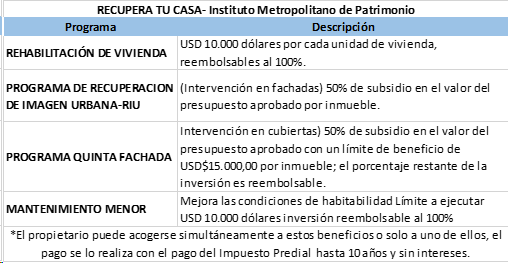 RECUPERA TU CASA- Instituto Metropolitano de Patrimonio
Programa
Descripción
REHABILITACIÓN DE VIVIENDA
USD 10.000 dólares por cada unidad de vivienda,
reembolsables al 100%.
PROGRAMA DE RECUPERACION
DE IMAGEN URBANA-RIU
(Intervención en fachadas) 50% de subsidio en el valor del
presupuesto aprobado por inmueble.
PROGRAMA QUINTA FACHADA
Intervención en cubiertas) 50% de subsidio en el valor del
presupuesto aprobado con un límite de beneficio de
USD$15.000,00 por inmueble; el porcentaje restante de la
inversión es reembolsable.
MANTENIMIENTO MENOR
Mejora las condiciones de habitabilidad Límite a ejecutar
USD 10.000 dólares inversión reembolsable al 100%
*El propietario puede acogerse simultáneamente a estos beneficios o solo a uno de ellos, el
pago se lo realiza con el pago del Impuesto Predial hasta 10 años y sin intereses.